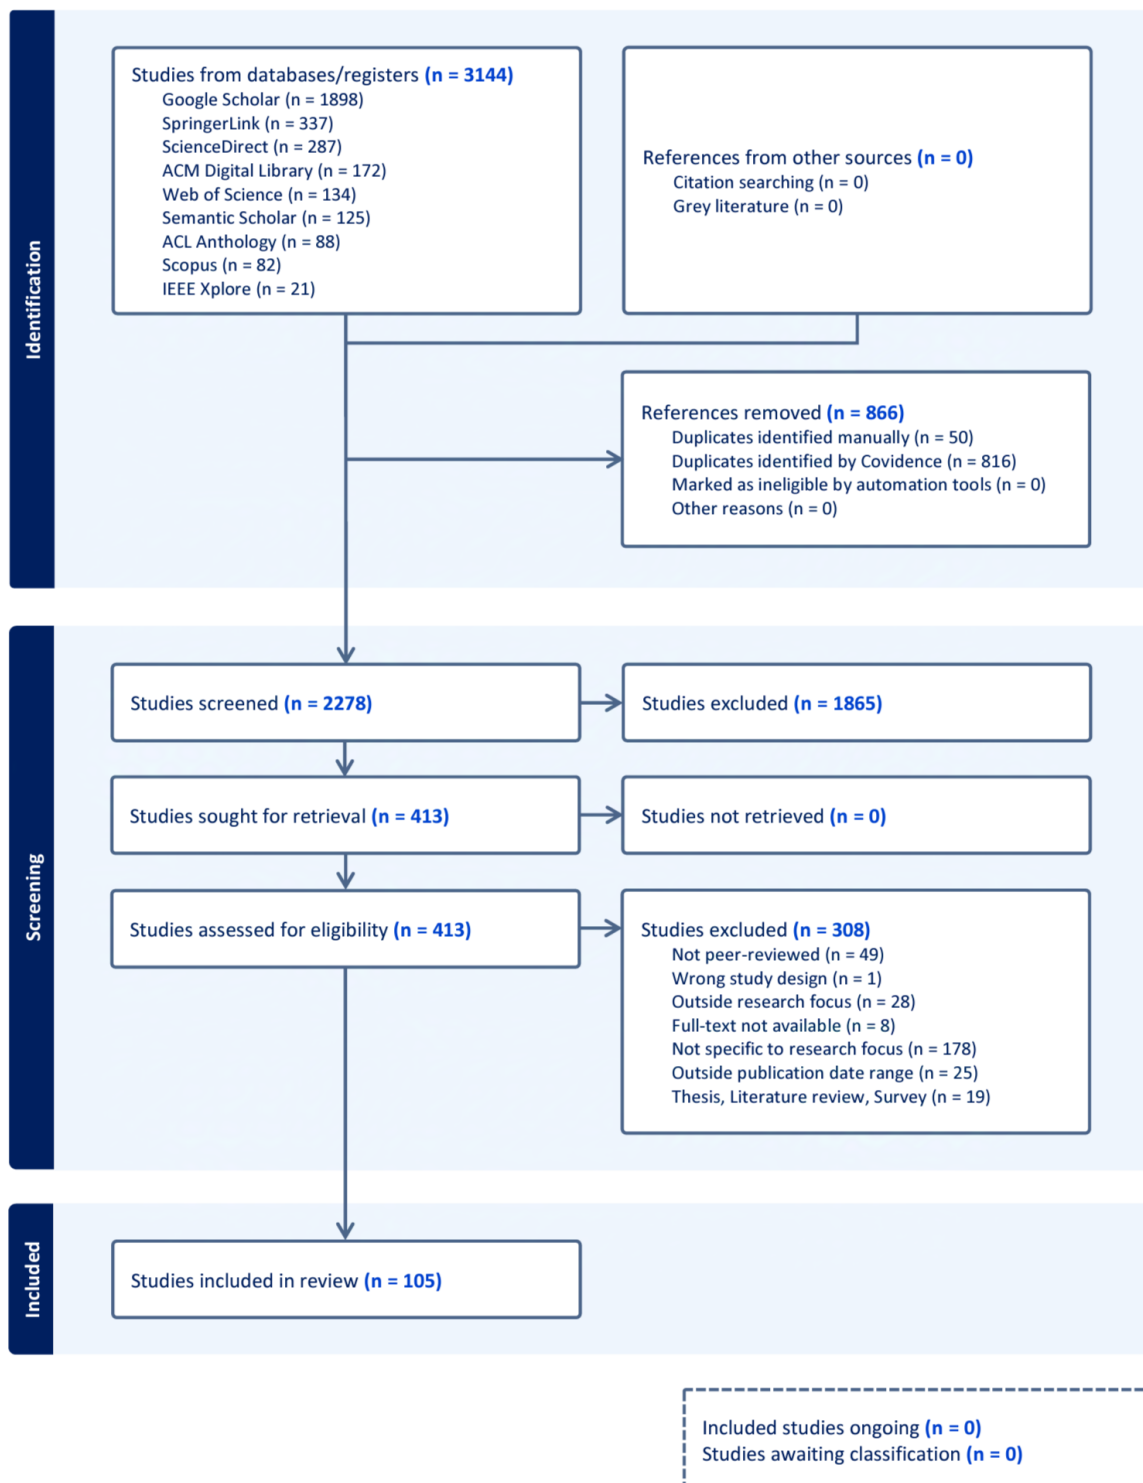 Identification
Studies from databases/registers (n = 3144)
Google Scholar (n = 1898)
SpringerLink (n = 337)
ScienceDirect (n = 287)
ACM Digital Library (n = 172)
Web of Science (n = 134)
Semantic Scholar (n = 125)
ACL Anthology (n = 88)
Scopus (n = 82)
IEEE Xplore (n = 21)
References from other sources (n = 0)
Citation searching (n = 0)
Grey literature (n = 0)
References removed (n = 866)
Duplicates identified manually (n = 50)
Duplicates identified by Covidence (n = 816)
Marked as ineligible by automation tools (n = 0)
Other reasons (n = 0)
Screening
Studies screened (n = 2278)
Studies excluded (n = 1865)
Studies sought for retrieval (n = 413)
Studies not retrieved (n = 0)
Studies assessed for eligibility (n = 413)
Studies excluded (n = 308)
Not peer-reviewed (n = 49)
Wrong study design (n = 1)
Outside research focus (n = 28)
Full-text not available (n = 8)
Not specific to research focus (n = 178)
Outside publication date range (n = 25)
Thesis, Literature review, Survey (n = 19)
Included
Studies included in review (n = 105)
Included studies ongoing (n = 0)
Studies awaiting classification (n = 0)